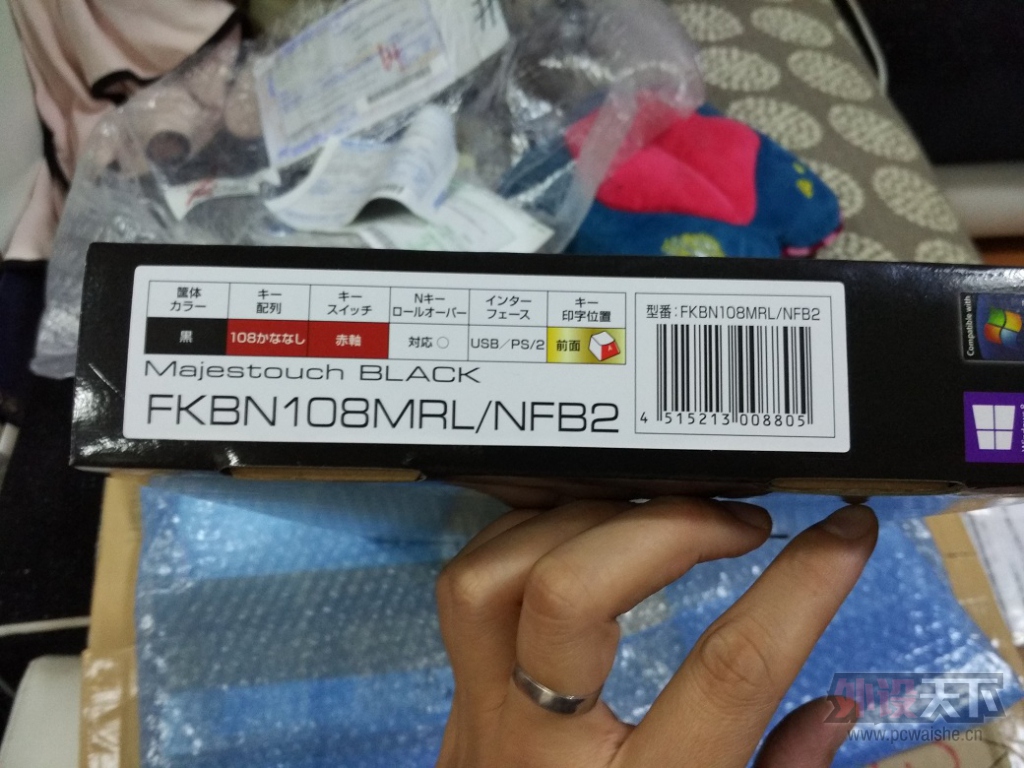 筐体
カラー
キー
配列
キー
スイッチ
Nキー
ロールオーバー
インター
フェース
キー
印字位置
黒
108かななし
赤軸
対応 ○
USB/PS/2
前面
A
Majestouch BLACK
FKBN108MRL/NFB2
型番:FKBN108MRL/NFB2
4 515213 008805
Compatible with
外设天下
www.pcwaishe.cn